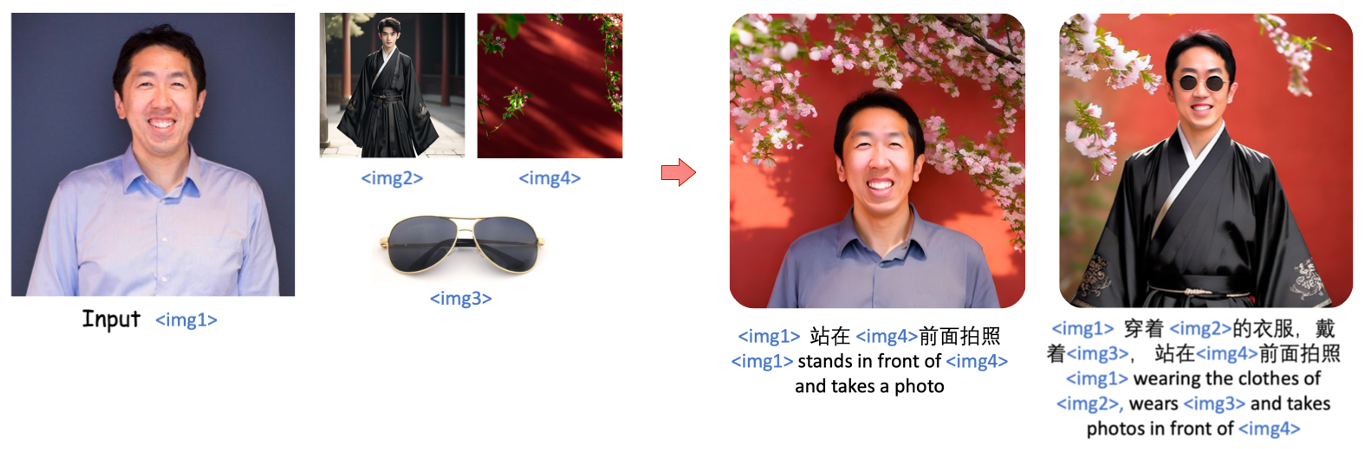 <img2>
<img4>
<img3>
Input <img1>
<img1> 站在 <img4>前面拍照
<img1> stands in front of <img4>
and takes a photo
<img1> 穿着 <img2>的衣服，戴
着<img3>， 站在<img4>前面拍照
<img1> wearing the clothes of
<img2>, wears <img3> and takes
photos in front of <img4>